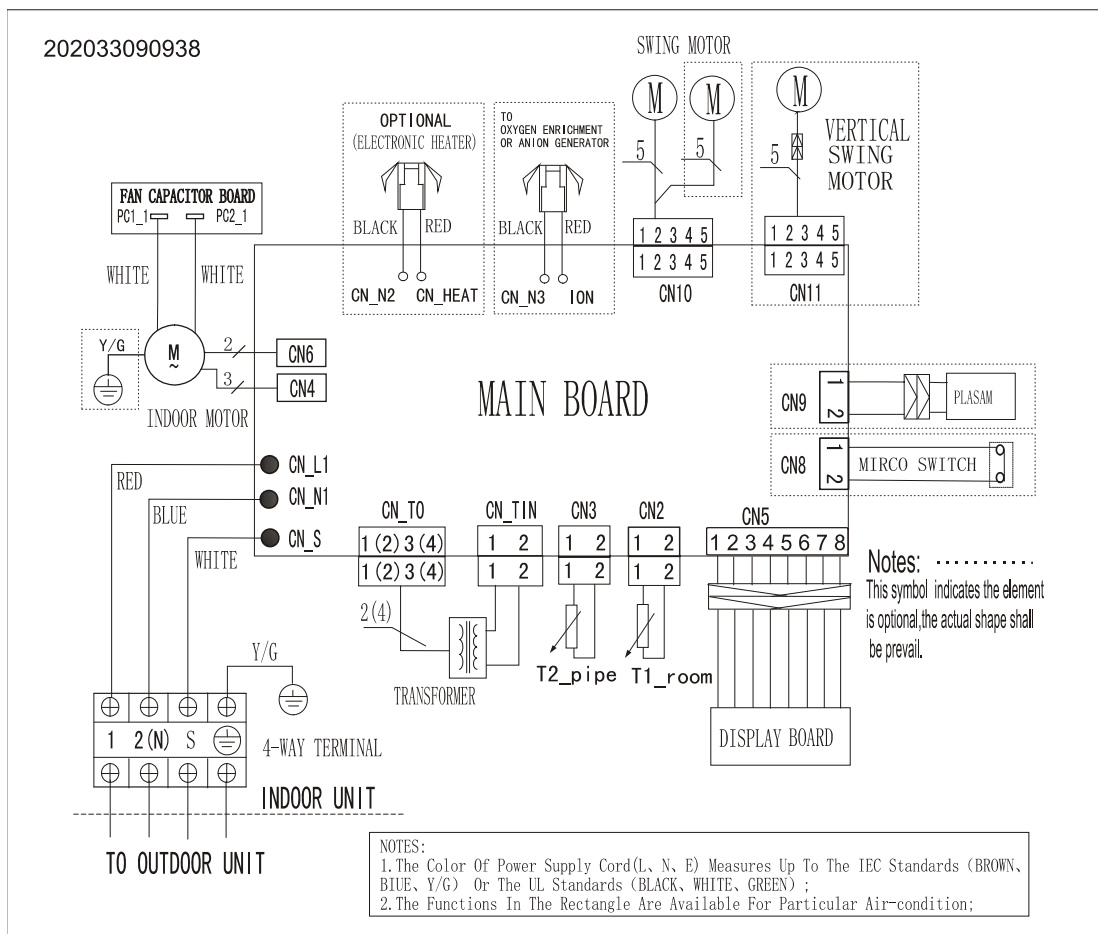 202033090938
SWING MOTOR
M
M
5
5
M
5
VERTICAL
SWING
MOTOR
OPTIONAL
(ELECTRONIC HEATER)
BLACK
RED
CN_N2
CN_HEAT
TO
OXYGEN ENRICHMENT
OR ANION GENERATOR
BLACK
RED
CN_N3
ION
1 2 3 4 5
1 2 3 4 5
CN10
1 2 3 4 5
1 2 3 4 5
CN11
FAN CAPACITOR BOARD
PC1_1
PC2_1
WHITE
WHITE
Y/G
M
~
2
CN6
3
CN4
INDOOR MOTOR
MAIN BOARD
CN9
1
2
PLASAM
CN8
1
2
MIRCO SWITCH
RED
CN_L1
BLUE
CN_N1
WHITE
CN_S
CN_TO
1(2)3(4)
1(2)3(4)
CN_TIN
1 2
1 2
CN3
1 2
1 2
CN2
1 2
1 2
CN5
1 2 3 4 5 6 7 8
2(4)
TRANSFORMER
T2_pipe
T1_room
DISPLAY BOARD
Notes:
This symbol indicates the element
is optional,the actual shape shall
be prevail.
Y/G
1 2(N) S
4-WAY TERMINAL
INDOOR UNIT
TO OUTDOOR UNIT
NOTES:
1.The Color Of Power Supply Cord(L、N、E) Measures Up To The IEC Standards (BROWN、
BIUE、Y/G) Or The UL Standards (BLACK、WHITE、GREEN) ;
2.The Functions In The Rectangle Are Available For Particular Air-condition;